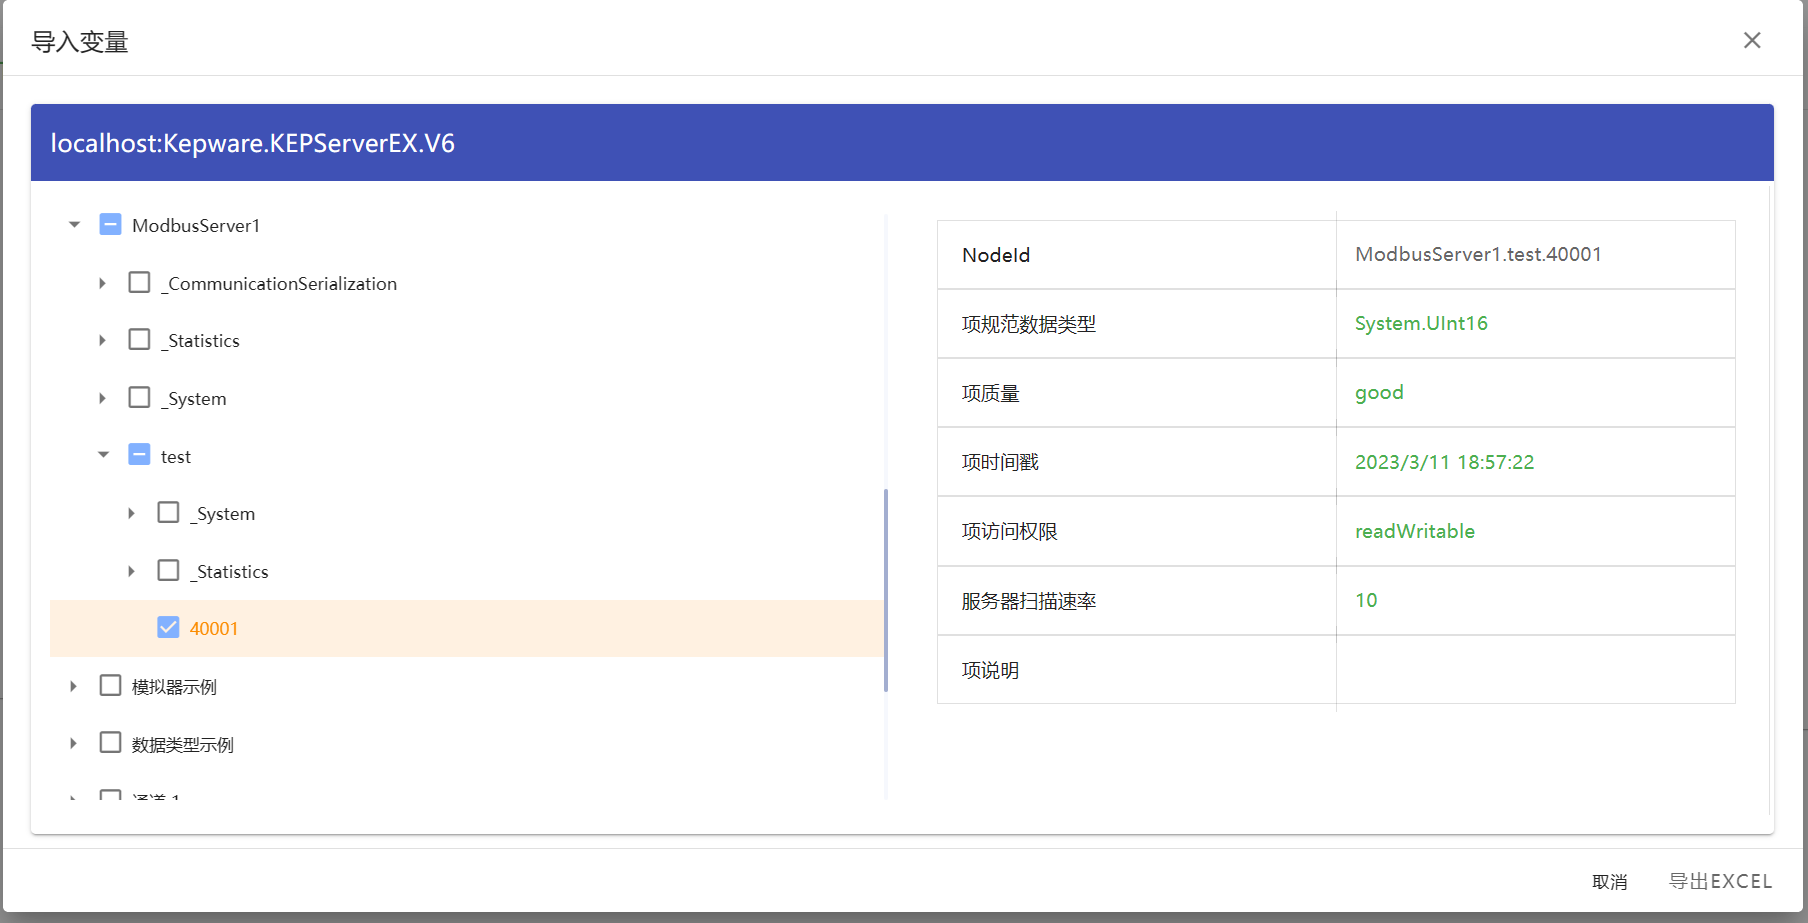 导入变量
localhost:Kepware.KEPServerEX.V6
ModbusServer1
_CommunicationSerialization
_Statistics
_System
test
_System
_Statistics
40001
模拟器示例
数据类型示例
通道 1
NodeId
ModbusServer1.test.40001
项规范数据类型
System.UInt16
项质量
good
项时间戳
2023/3/11 18:57:22
项访问权限
readWritable
服务器扫描速率
10
项说明
取消
导出EXCEL